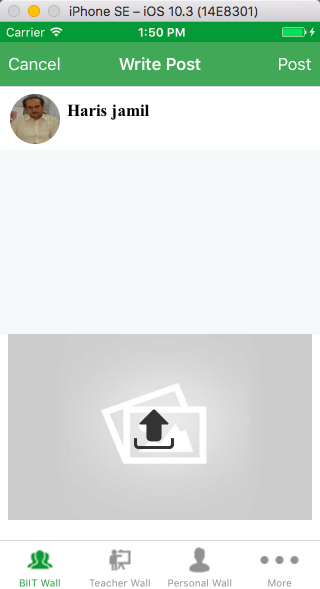 iPhone SE – iOS 10.3 (14E8301)
Carrier 1:50 PM
Cancel Write Post Post
Haris jamil
BIIT Wall Teacher Wall Personal Wall More